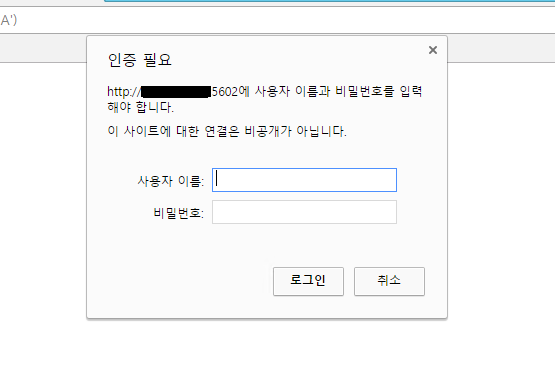 A')
인증 필요
http:// 5602에 사용자 이름과 비밀번호를 입력
해야 합니다.
이 사이트에 대한 연결은 비공개가 아닙니다.
사용자 이름:
비밀번호:
로그인 취소